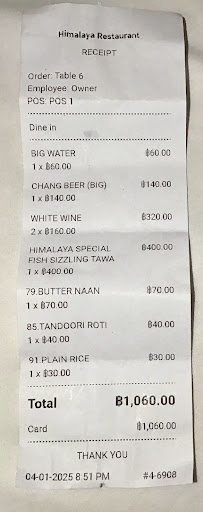 Himalaya Restaurant
RECEIPT
Order: Table 6
Employee: Owner
POS: POS 1
Dine in
BIG WATER ฿60.00
1 x ฿60.00
CHANG BEER (BIG) ฿140.00
1 x ฿140.00
WHITE WINE ฿320.00
2 x ฿160.00
HIMALAYA SPECIAL ฿400.00
FISH SIZZLING TAWA
1 x ฿400.00
79.BUTTER NAAN ฿70.00
1 x ฿70.00
85.TANDOORI ROTI ฿40.00
1 x ฿40.00
91.PLAIN RICE ฿30.00
1 x ฿30.00
Total ฿1,060.00
Card ฿1,060.00
THANK YOU
04-01-2025 8:51 PM #4-6908